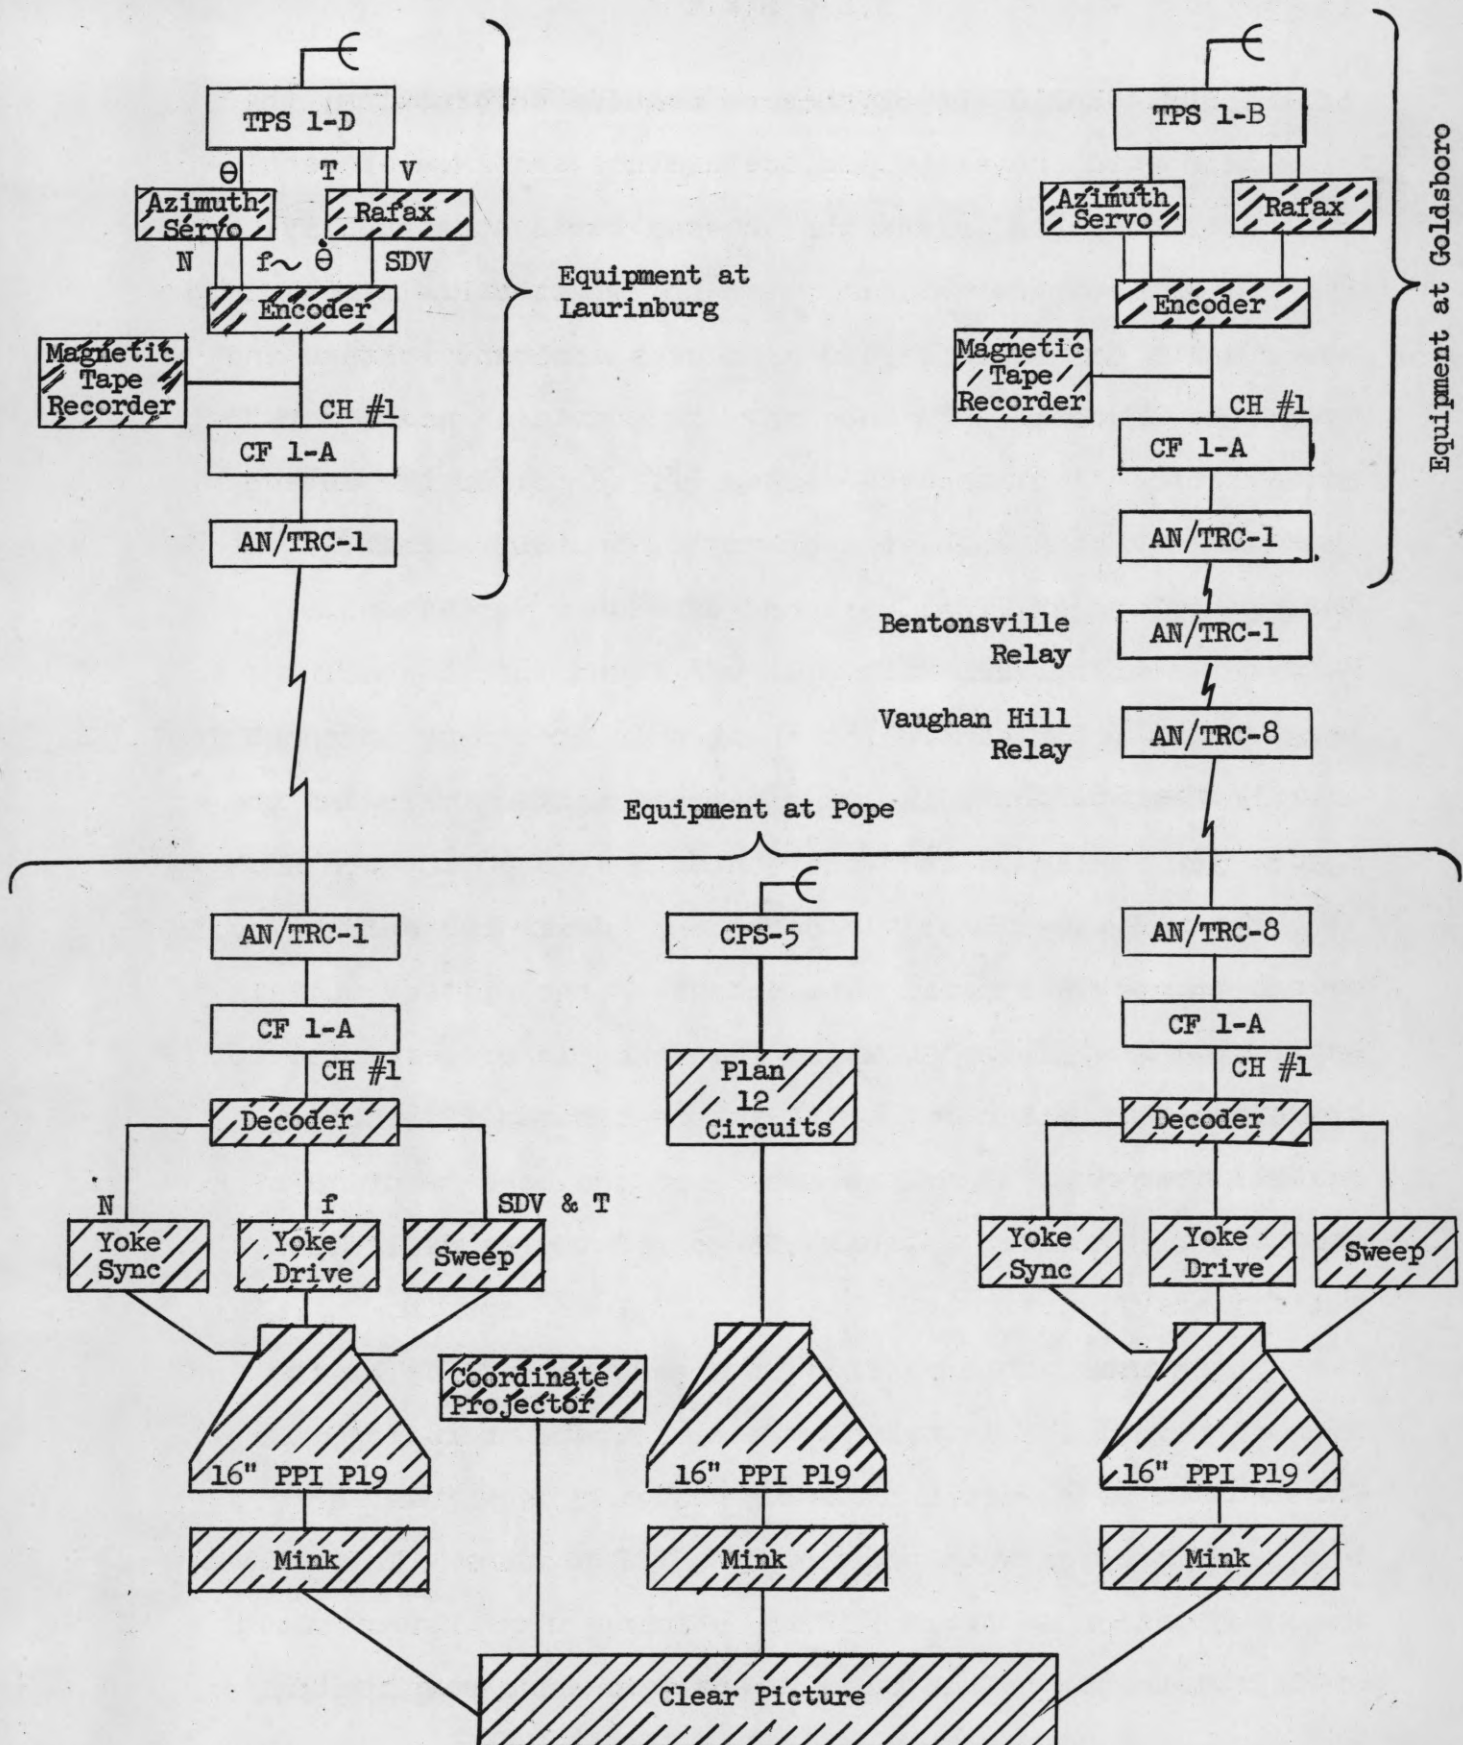 TPS 1-D
θ
T
V
Azimuth
Servo
Rafax
N
f~ θ̇
SDV
Encoder
Magnetic
Tape
Recorder
CH #1
CF 1-A
AN/TRC-1
Equipment at
Laurinburg
TPS 1-B
Azimuth
Servo
Rafax
Encoder
Magnetic
Tape
Recorder
CH #1
CF 1-A
AN/TRC-1
Equipment at Goldsboro
Bentonsville
Relay
AN/TRC-1
Vaughan Hill
Relay
AN/TRC-8
Equipment at Pope
AN/TRC-1
CF 1-A
CH #1
Decoder
N
f
SDV & T
Yoke
Sync
Yoke
Drive
Sweep
16" PPI P19
Mink
Coordinate
Projector
CPS-5
Plan
12
Circuits
16" PPI P19
Mink
AN/TRC-8
CF 1-A
CH #1
Decoder
Yoke
Sync
Yoke
Drive
Sweep
16" PPI P19
Mink
Clear Picture